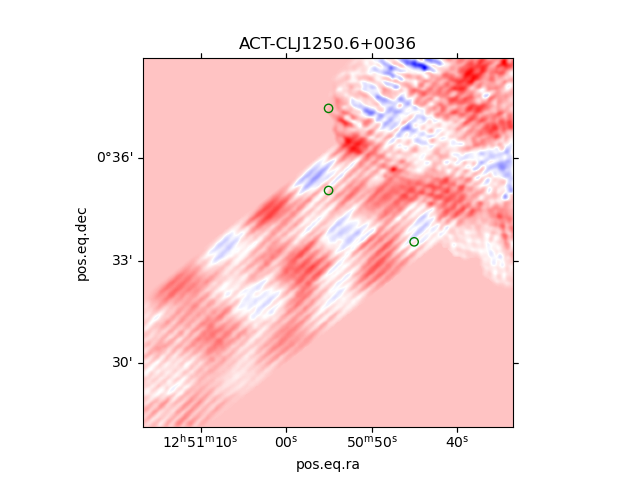 ACT-CLJ1250.6+0036
0°36'
33'
30'
pos.eq.dec
12h51m10s 00s 50m50s 40s
pos.eq.ra